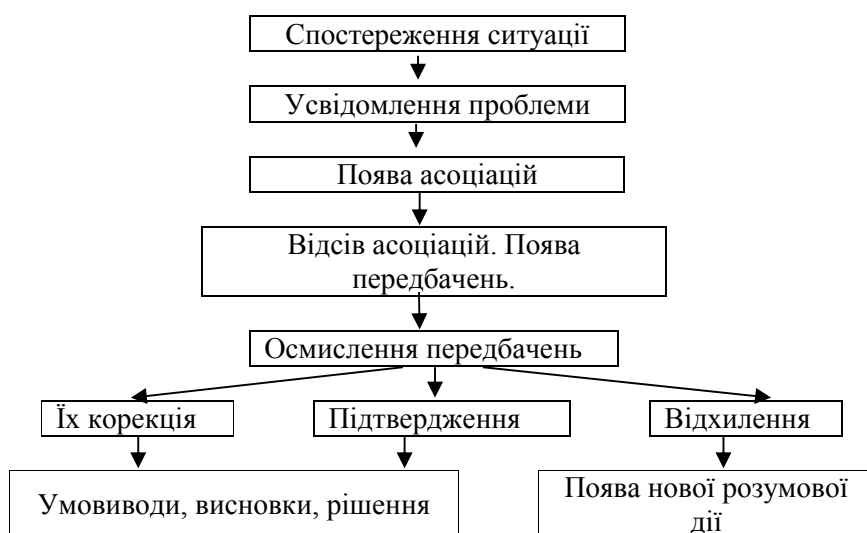 Спостереження ситуації
Усвідомлення проблеми
Поява асоціацій
Відсів асоціацій. Поява
передбачень.
Осмислення передбачень
Їх корекція
Підтвердження
Відхилення
Умовиводи, висновки, рішення
Поява нової розумової
дії